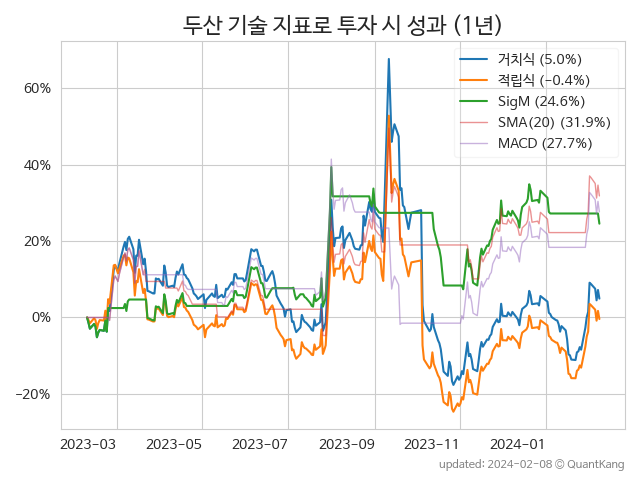 두산 기술 지표로 투자 시 성과 (1년)
거치식 (5.0%)
적립식 (−0.4%)
SigM (24.6%)
SMA(20) (31.9%)
MACD (27.7%)
60%
40%
20%
0%
−20%
2023−03
2023−05
2023−07
2023−09
2023−11
2024−01
updated: 2024−02−08 © QuantKang